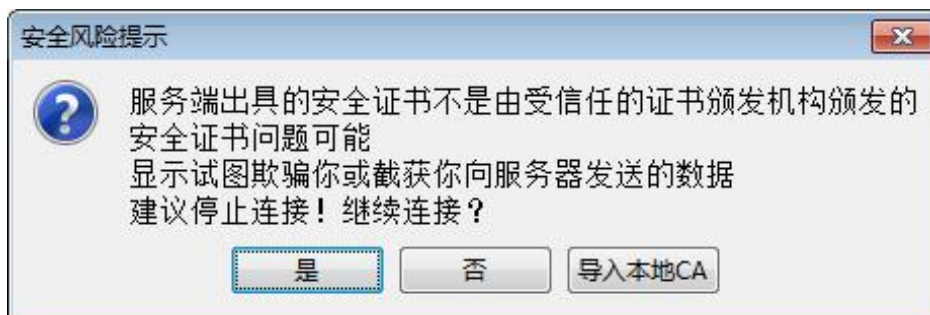 安全风险提示
服务端出具的安全证书不是由受信任的证书颁发机构颁发的
安全证书问题可能
显示试图欺骗你或截获你向服务器发送的数据
建议停止连接！继续连接？
是 否 导入本地CA